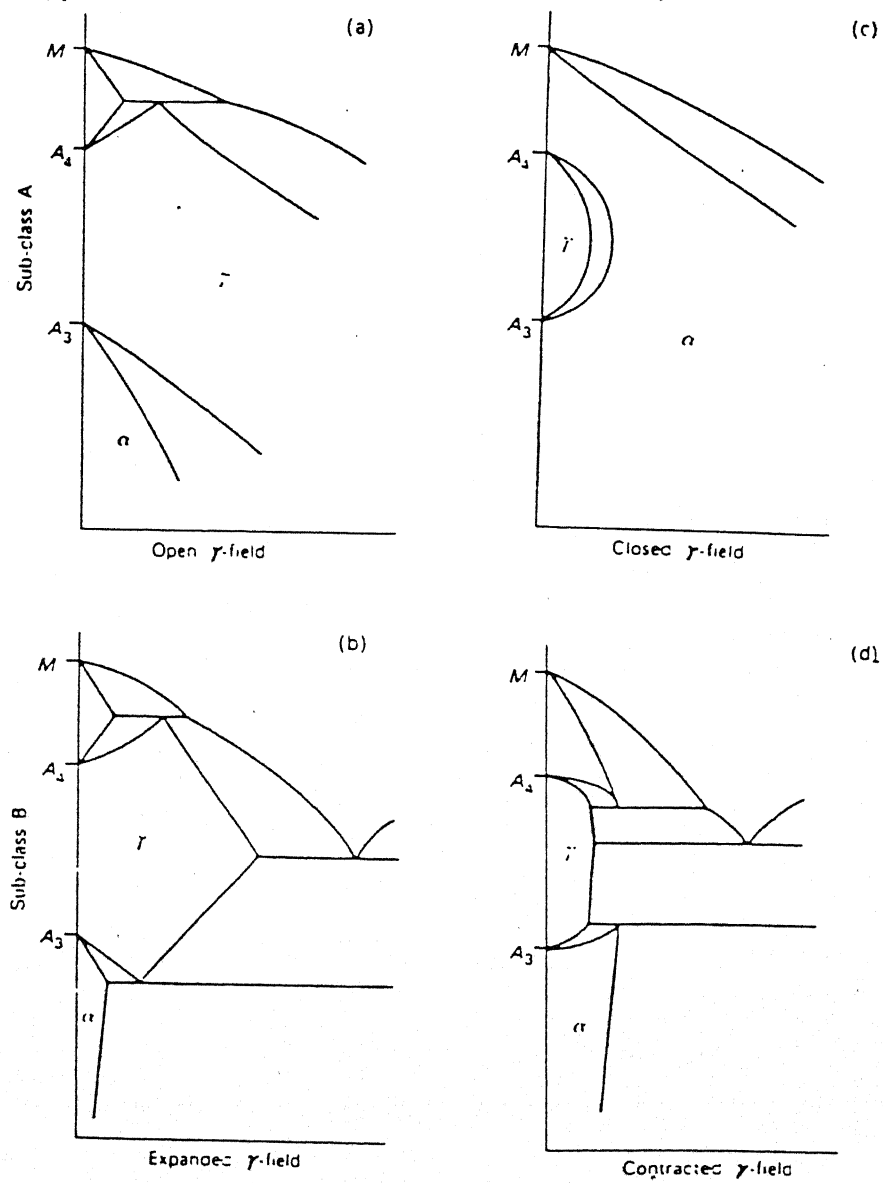 (a)
M
A₄
Sub-class A
γ
A₃
α
Open γ-field
(c)
M
A₄
γ
A₃
α
Closed γ-field
(b)
M
A₄
Sub-class B
γ
A₃
α
Expanded γ-field
(d)
M
A₄
γ
A₃
α
Contracted γ-field